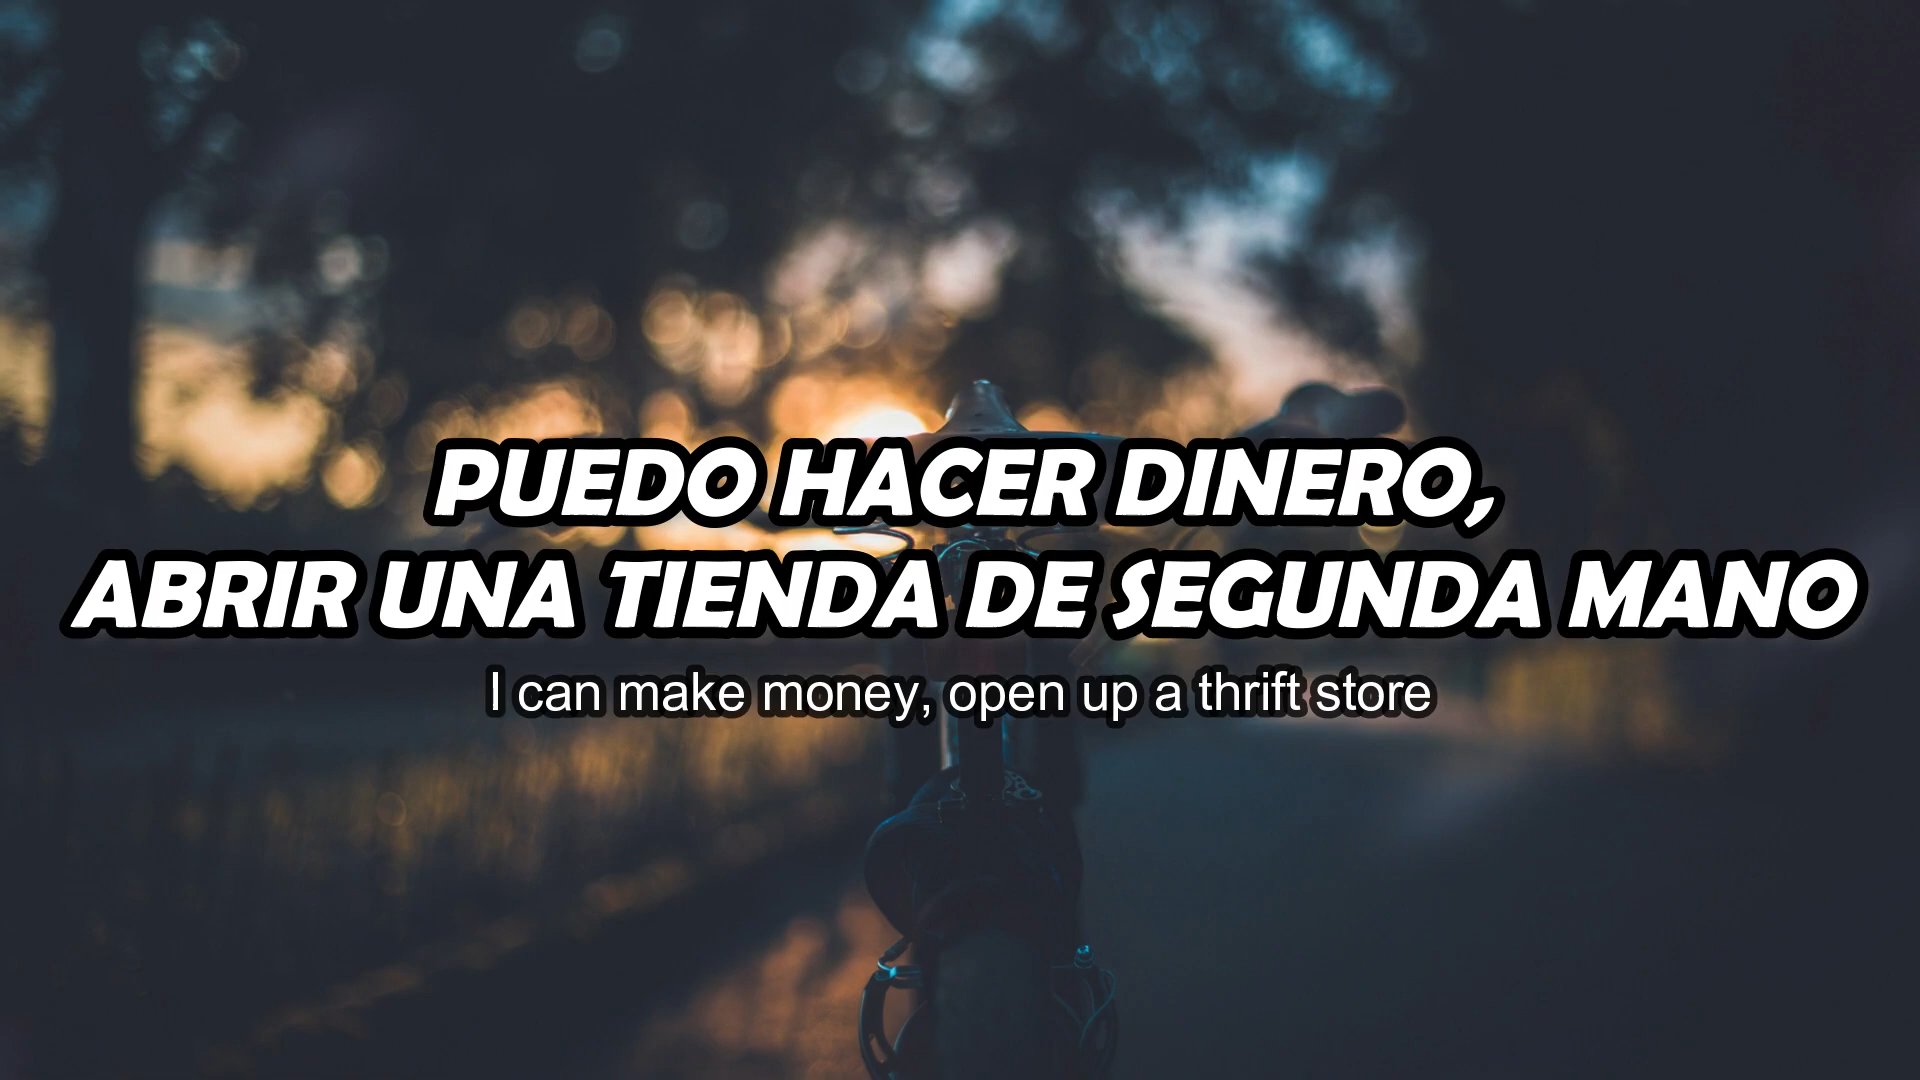 PUEDO HACER DINERO,
ABRIR UNA TIENDA DE SEGUNDA MANO
I can make money, open up a thrift store